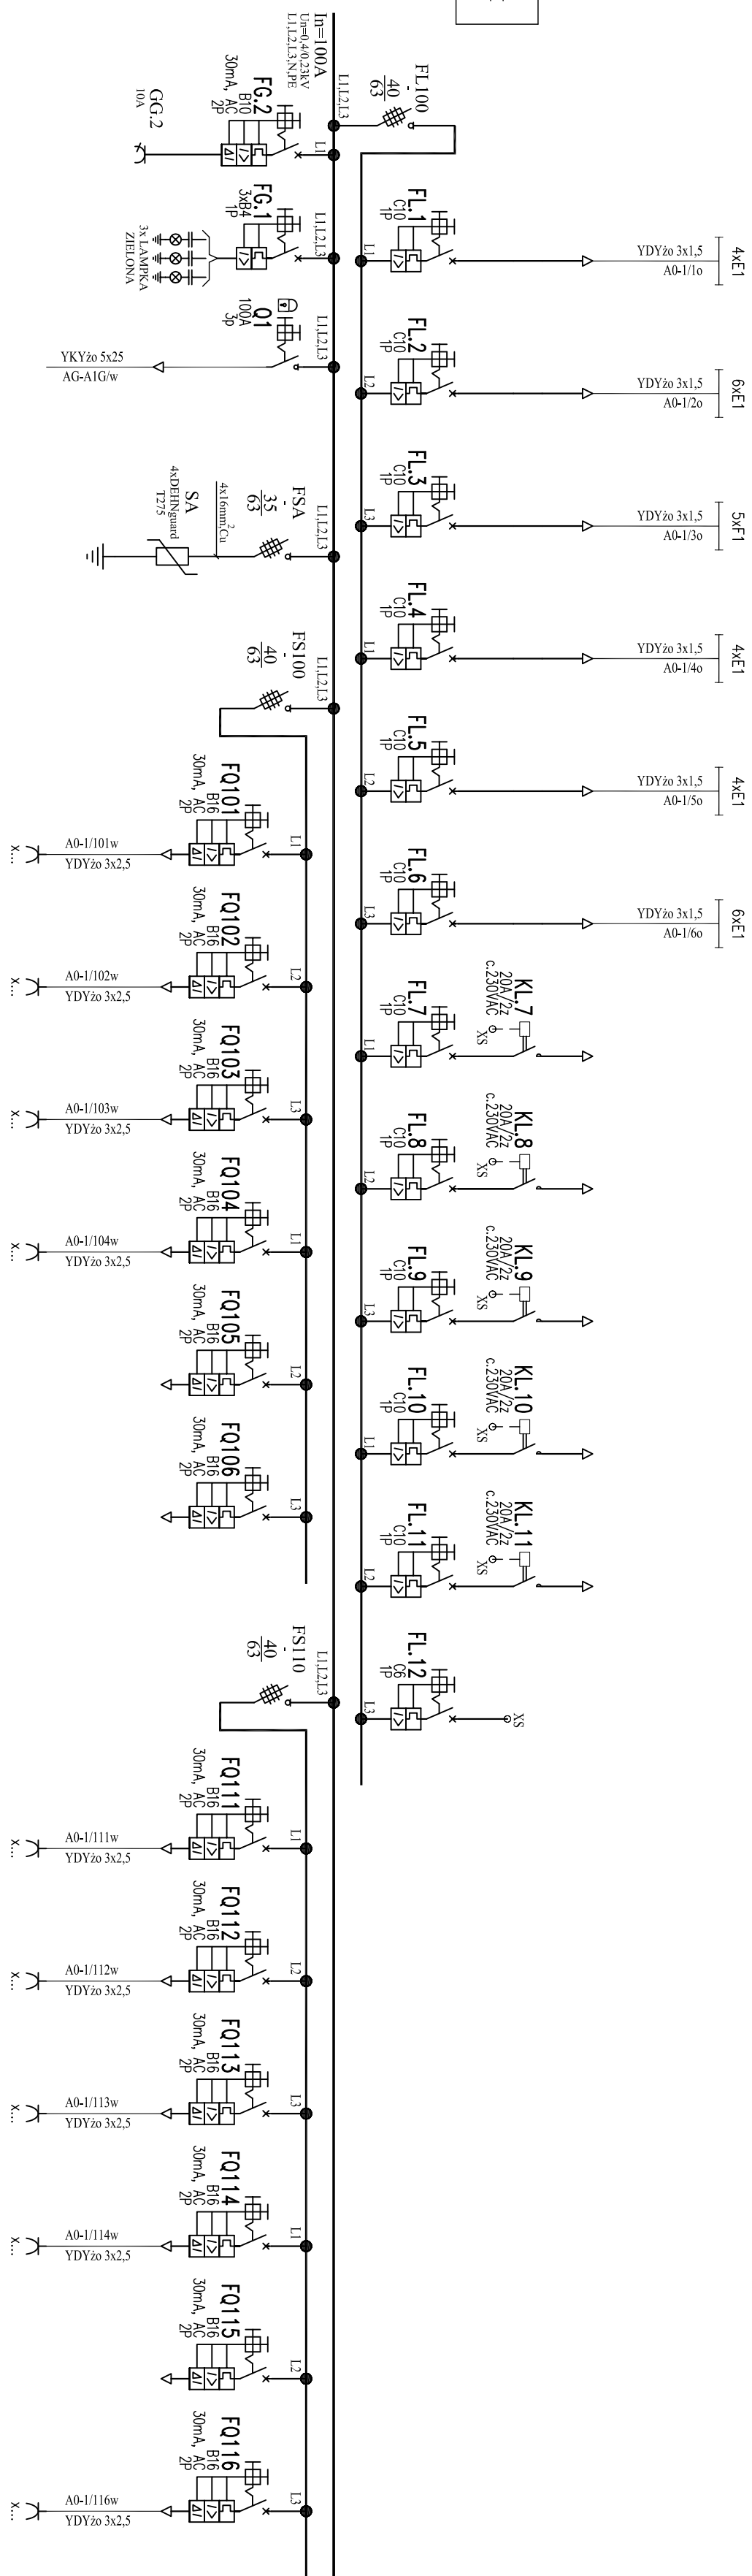 In=100A
Un=0,4/0,23kV
L1,L2,L3,N,PE
L1,L2,L3
FL100
-
40
63
L1
FG.2
B10
30mA, AC
2P
GG.2
10A
L1,L2,L3
FG.1
3xB4
1P
3x LAMPKA
ZIELONA
L1,L2,L3
Q1
100A
3p
YKYżo 5x25
AG-A1G/w
L1,L2,L3
FSA
-
35
63
4x16mm²,Cu
SA
4xDEHNguard
T275
L1,L2,L3
FS100
-
40
63
L1,L2,L3
FS110
-
40
63
4xE1
YDYżo 3x1,5
A0-1/1o
FL.1
C10
1P
L1
6xE1
YDYżo 3x1,5
A0-1/2o
FL.2
C10
1P
L2
5xF1
YDYżo 3x1,5
A0-1/3o
FL.3
C10
1P
L3
4xE1
YDYżo 3x1,5
A0-1/4o
FL.4
C10
1P
L1
4xE1
YDYżo 3x1,5
A0-1/5o
FL.5
C10
1P
L2
6xE1
YDYżo 3x1,5
A0-1/6o
FL.6
C10
1P
L3
KL.7
20A/2z
c.230VAC
XS
FL.7
C10
1P
L1
KL.8
20A/2z
c.230VAC
XS
FL.8
C10
1P
L2
KL.9
20A/2z
c.230VAC
XS
FL.9
C10
1P
L3
KL.10
20A/2z
c.230VAC
XS
FL.10
C10
1P
L1
KL.11
20A/2z
c.230VAC
XS
FL.11
C10
1P
L2
XS
FL.12
C6
1P
L3
L1
FQ101
B16
30mA, AC
2P
A0-1/101w
YDYżo 3x2,5
x...
L2
FQ102
B16
30mA, AC
2P
A0-1/102w
YDYżo 3x2,5
x...
L3
FQ103
B16
30mA, AC
2P
A0-1/103w
YDYżo 3x2,5
x...
L1
FQ104
B16
30mA, AC
2P
A0-1/104w
YDYżo 3x2,5
x...
L2
FQ105
B16
30mA, AC
2P
L3
FQ106
B16
30mA, AC
2P
L1
FQ111
B16
30mA, AC
2P
A0-1/111w
YDYżo 3x2,5
x...
L2
FQ112
B16
30mA, AC
2P
A0-1/112w
YDYżo 3x2,5
x...
L3
FQ113
B16
30mA, AC
2P
A0-1/113w
YDYżo 3x2,5
x...
L1
FQ114
B16
30mA, AC
2P
A0-1/114w
YDYżo 3x2,5
x...
L2
FQ115
B16
30mA, AC
2P
L3
FQ116
B16
30mA, AC
2P
A0-1/116w
YDYżo 3x2,5
x...